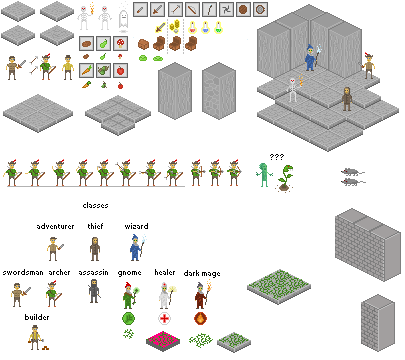 ???
classes
adventurer thief wizard
swordsman archer assassin gnome healer dark mage
builder